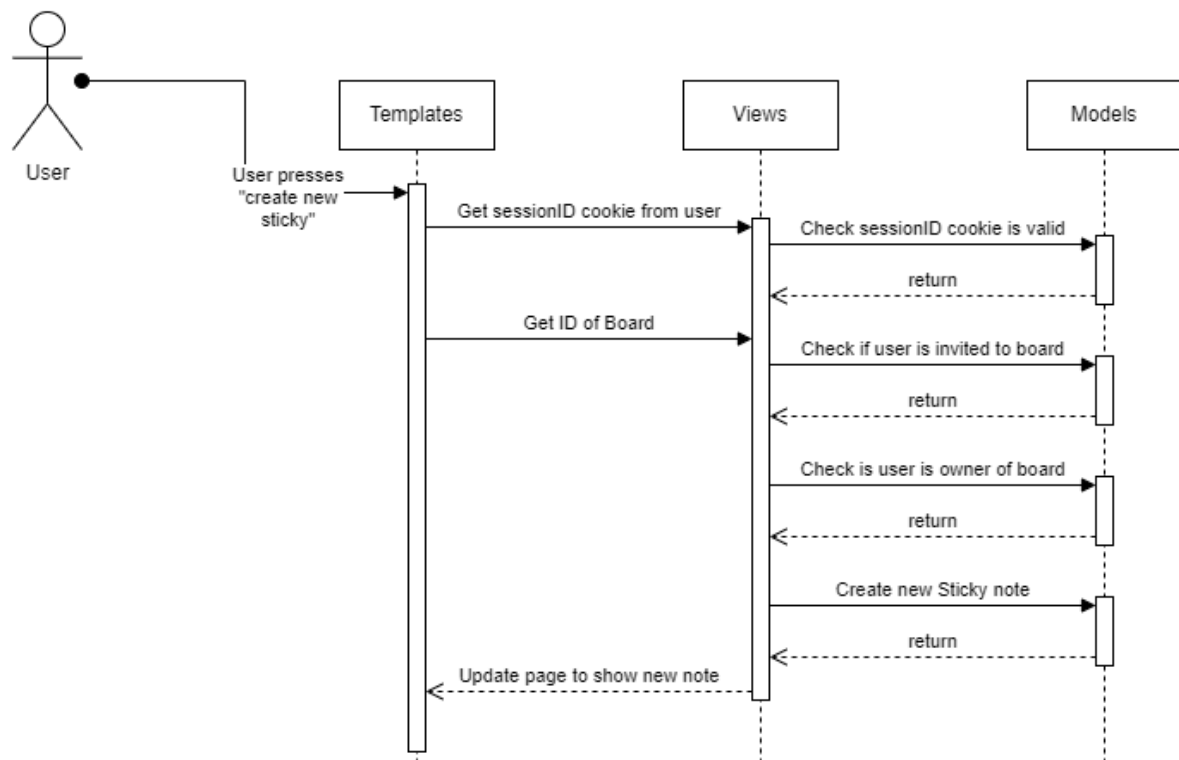 Templates
Views
Models
User
User presses
"create new
sticky"
Get sessionID cookie from user
Check sessionID cookie is valid
return
Get ID of Board
Check if user is invited to board
return
Check is user is owner of board
return
Create new Sticky note
return
Update page to show new note